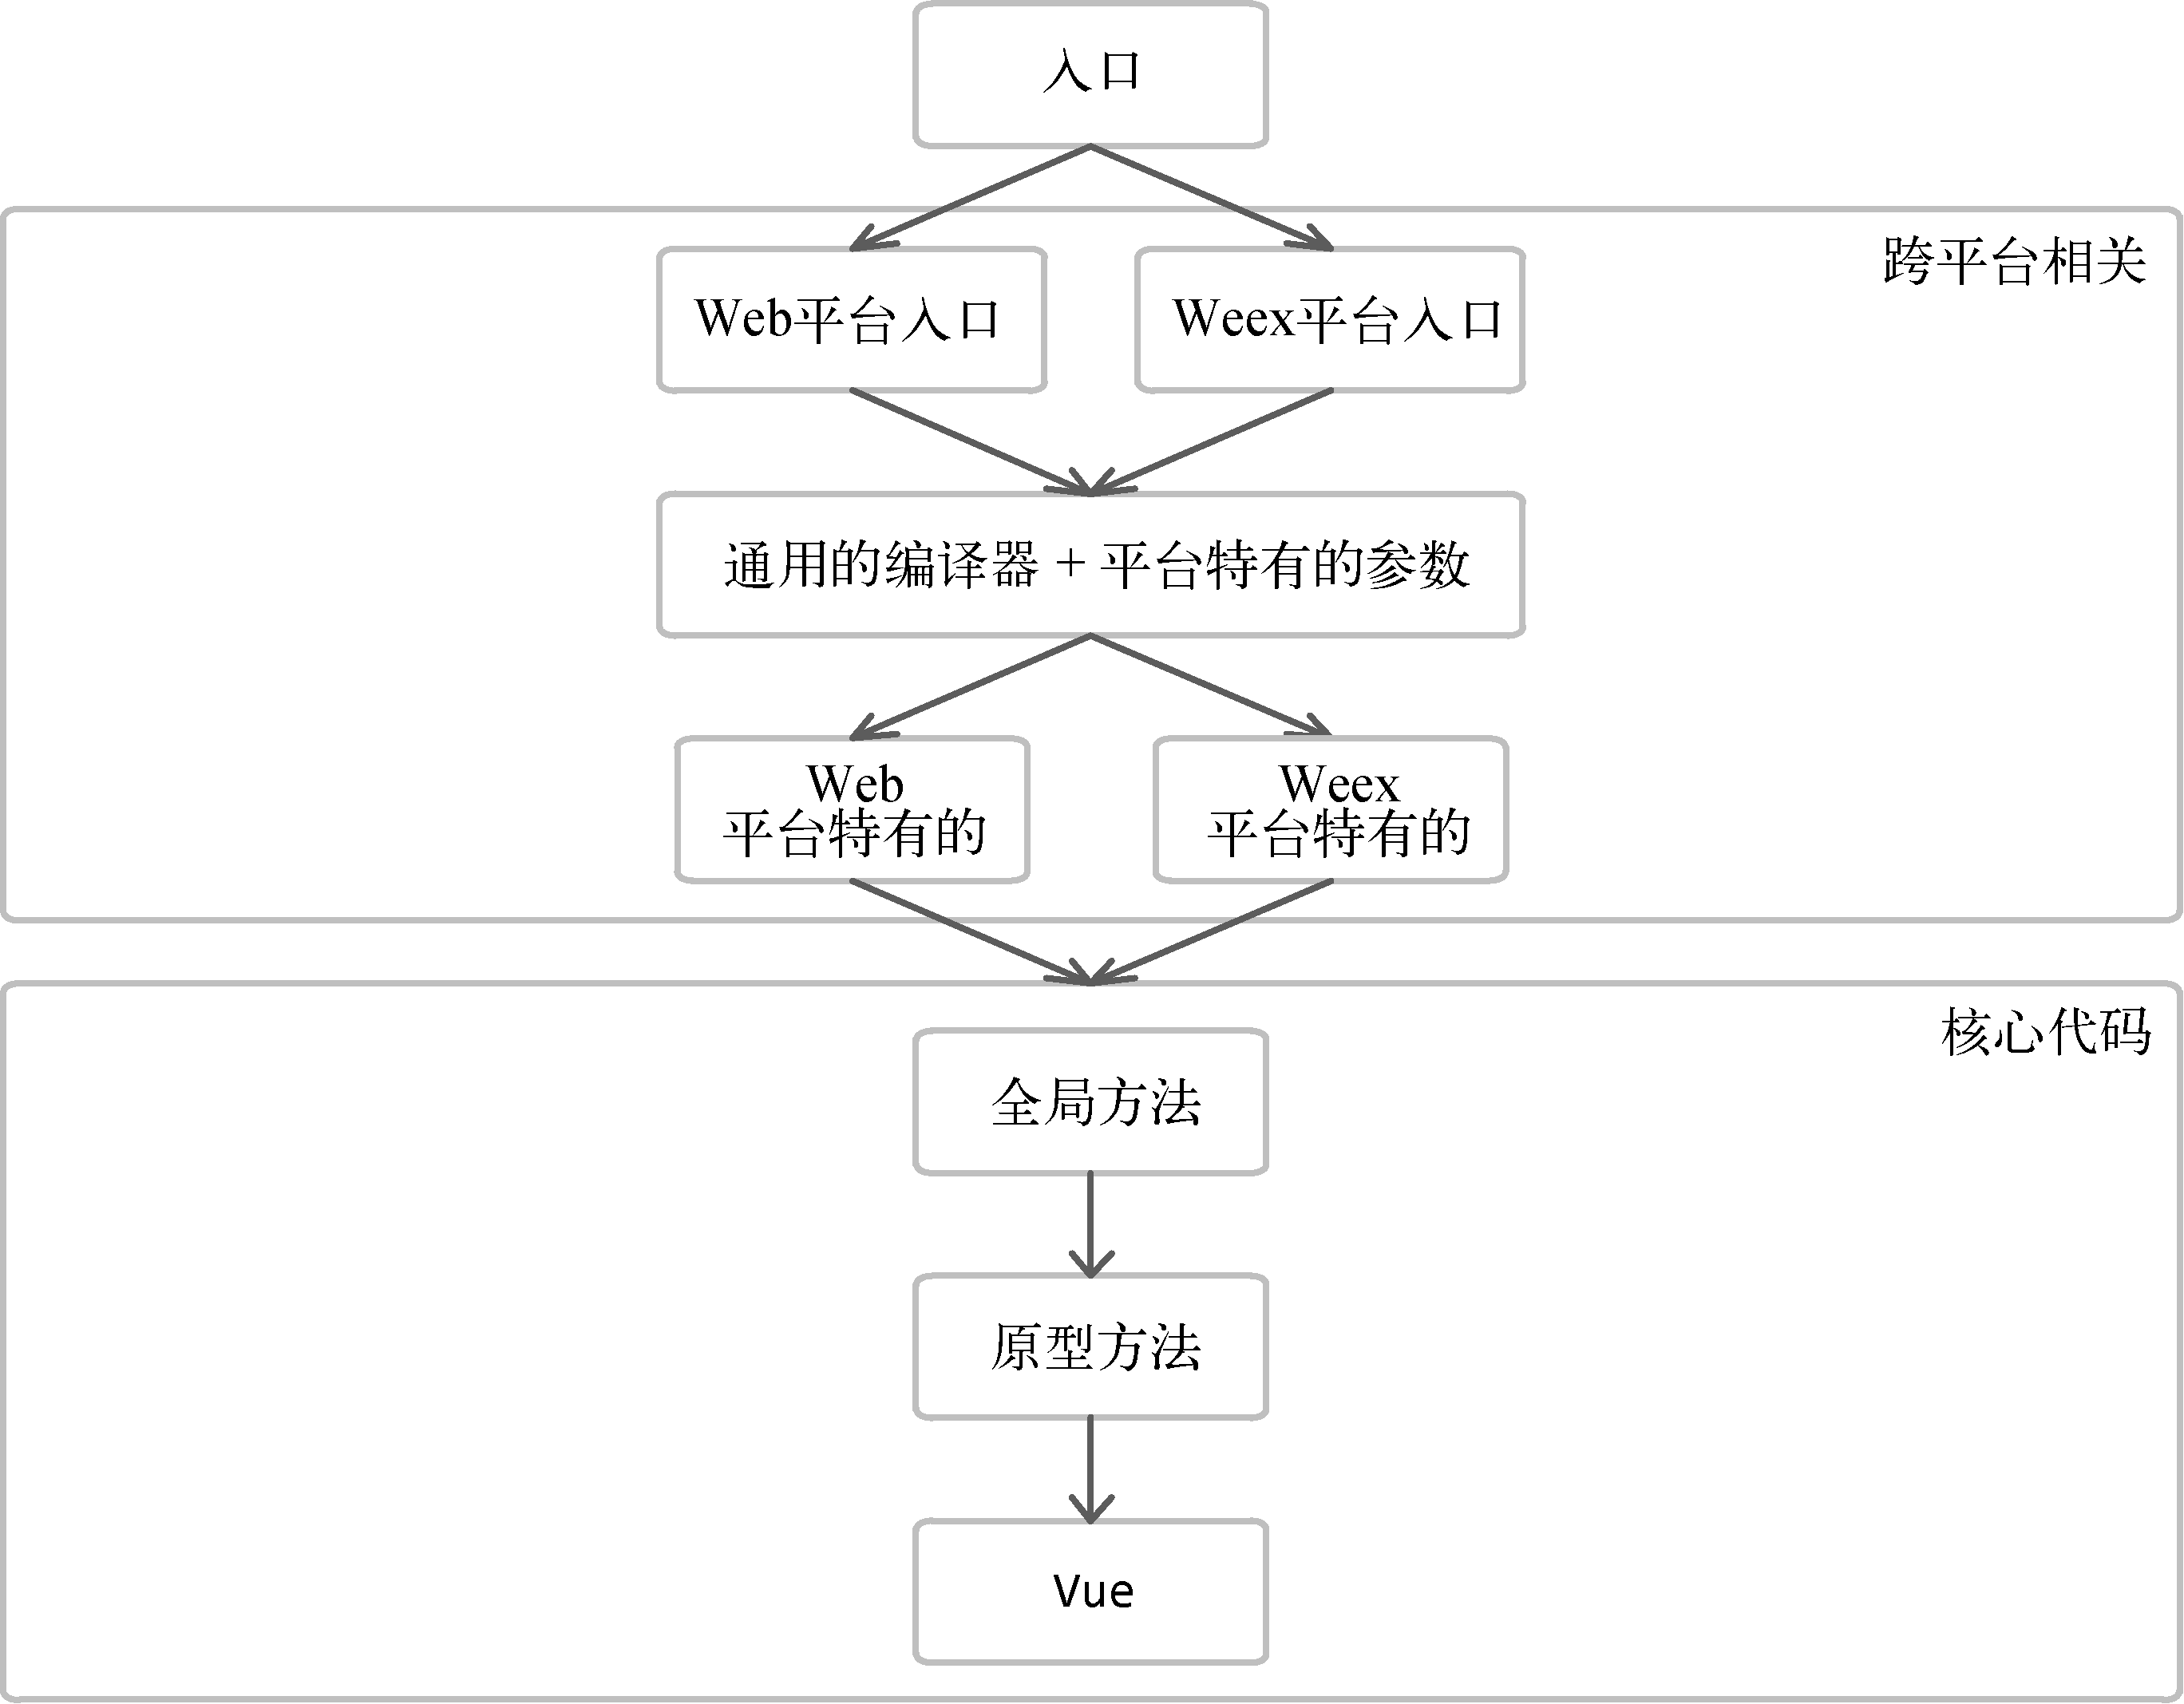 入口
跨平台相关
Web平台入口
Weex平台入口
通用的编译器 + 平台特有的参数
Web
平台特有的
Weex
平台特有的
核心代码
全局方法
原型方法
Vue